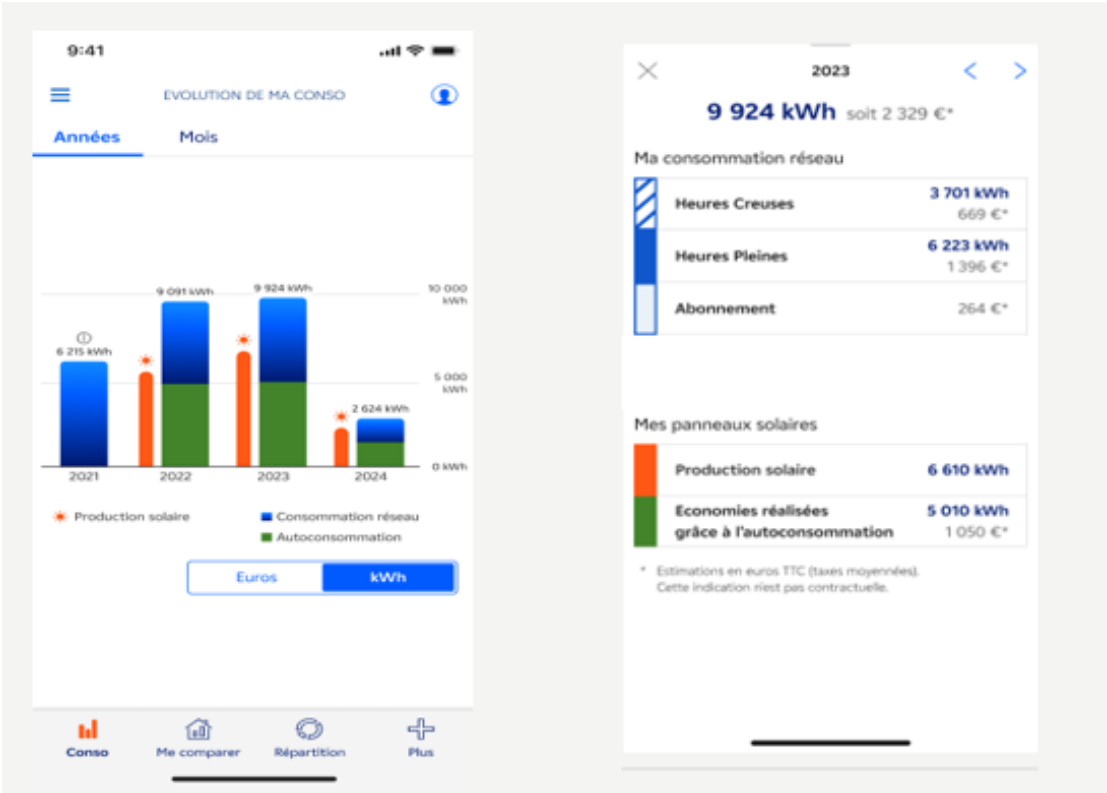 9:41
EVOLUTION DE MA CONSO
Années Mois
9 091 kWh 9 924 kWh 10 000
kWh
6 215 kWh
5 000
kWh
2 624 kWh
0 kWh
2021 2022 2023 2024
Production solaire Consommation réseau
Autoconsommation
Euros kWh
Conso Me comparer Répartition Plus
2023
9 924 kWh soit 2 329 €*
Ma consommation réseau
Heures Creuses 3 701 kWh
669 €*
Heures Pleines 6 223 kWh
1 396 €*
Abonnement 264 €*
Mes panneaux solaires
Production solaire 6 610 kWh
Economies réalisées 5 010 kWh
grâce à l'autoconsommation 1 050 €*
* Estimations en euros TTC (taxes moyennées).
Cette indication n'est pas contractuelle.